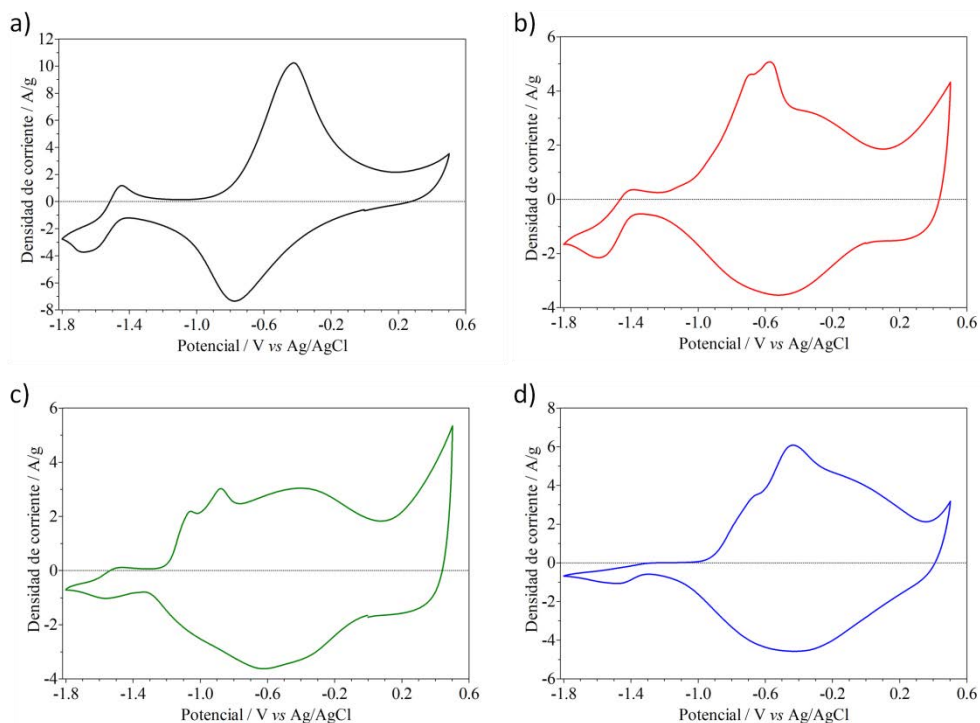 a)
12
10
8
6
4
2
0
-2
-4
-6
-8
-1.8 -1.4 -1.0 -0.6 -0.2 0.2 0.6
Densidad de corriente / A/g
Potencial / V vs Ag/AgCl
b)
6
4
2
0
-2
-4
-1.8 -1.4 -1.0 -0.6 -0.2 0.2 0.6
Densidad de corriente / A/g
Potencial / V vs Ag/AgCl
c)
6
4
2
0
-2
-4
-1.8 -1.4 -1.0 -0.6 -0.2 0.2 0.6
Densidad de corriente / A/g
Potencial / V vs Ag/AgCl
d)
8
6
4
2
0
-2
-4
-6
-1.8 -1.4 -1.0 -0.6 -0.2 0.2 0.6
Densidad de corriente / A/g
Potencial / V vs Ag/AgCl